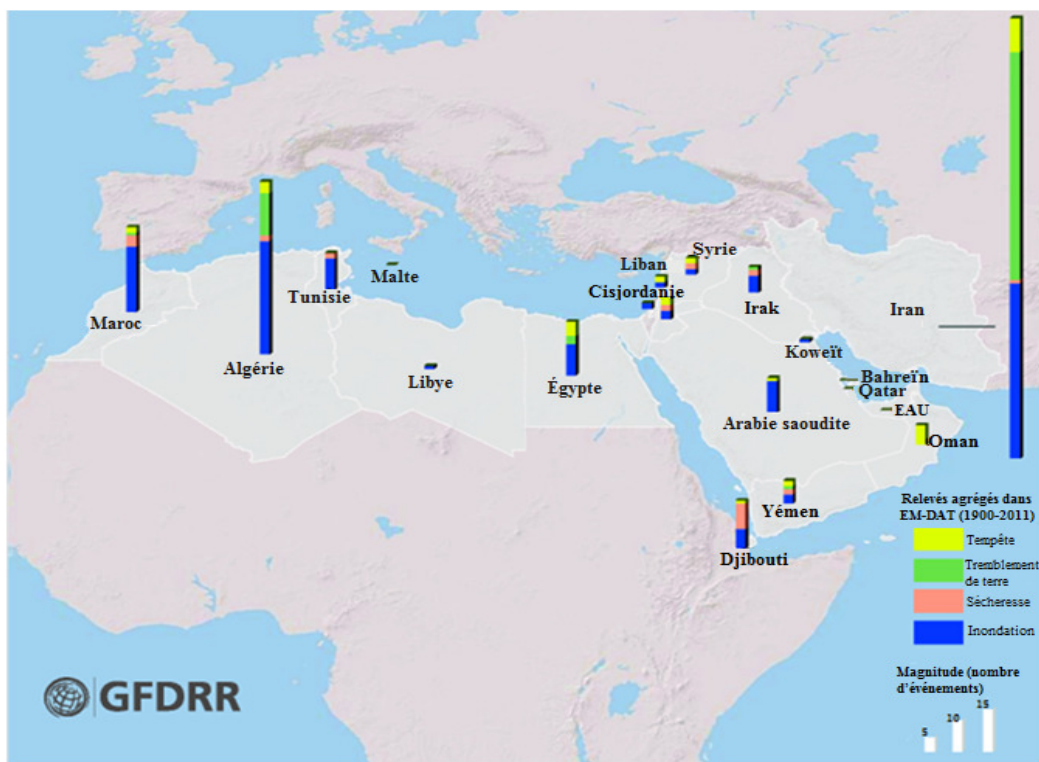 Syrie
Liban
Malte
Cisjordanie
Tunisie
Irak
Iran
Maroc
Koweït
Algérie
Libye
Égypte
Bahreïn
Qatar
EAU
Arabie saoudite
Oman
Yémen
Djibouti
Relevés agrégés dans
EM-DAT (1900-2011)
Tempête
Tremblement
de terre
Sécheresse
Inondation
Magnitude (nombre
d’événements)
5 10 15
GFDRR